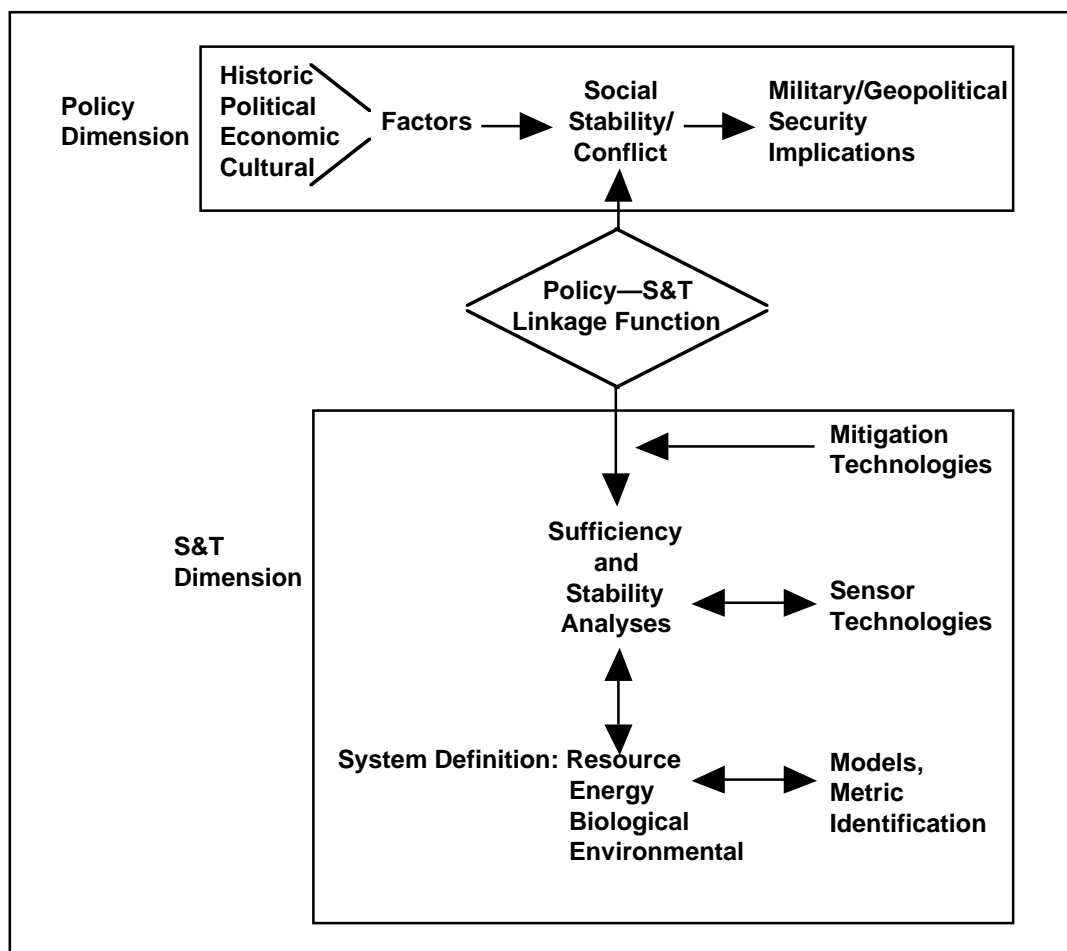 Policy
Dimension
Historic
Political
Economic
Cultural
Factors
Social
Stability/
Conflict
Military/Geopolitical
Security
Implications
Policy—S&T
Linkage Function
S&T
Dimension
Mitigation
Technologies
Sufficiency
and
Stability
Analyses
Sensor
Technologies
System Definition: Resource
Energy
Biological
Environmental
Models,
Metric
Identification